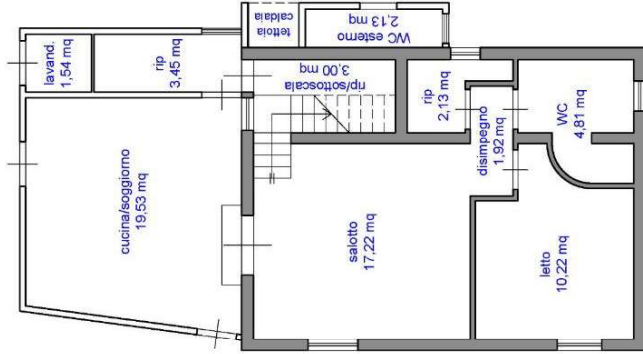 tettoia
caldaia
WC esterno
2,13 mq
lavand.
1,54 mq
rip
3,45 mq
rip/sottoscala
3,00 mq
rip
2,13 mq
disimpegno
1,92 mq
WC
4,81 mq
cucina/soggiorno
19,53 mq
salotto
17,22 mq
letto
10,22 mq